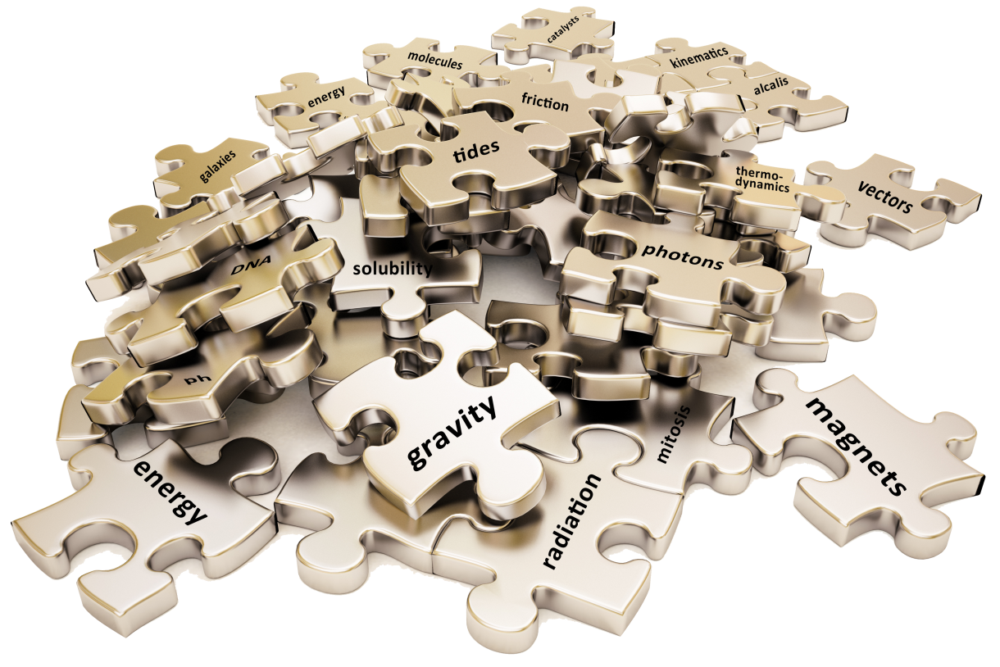 catalysts
molecules
kinematics
energy
alcalis
friction
tides
galaxies
thermo-
dynamics
vectors
photons
DNA
solubility
ph
gravity
mitosis
magnets
energy
radiation